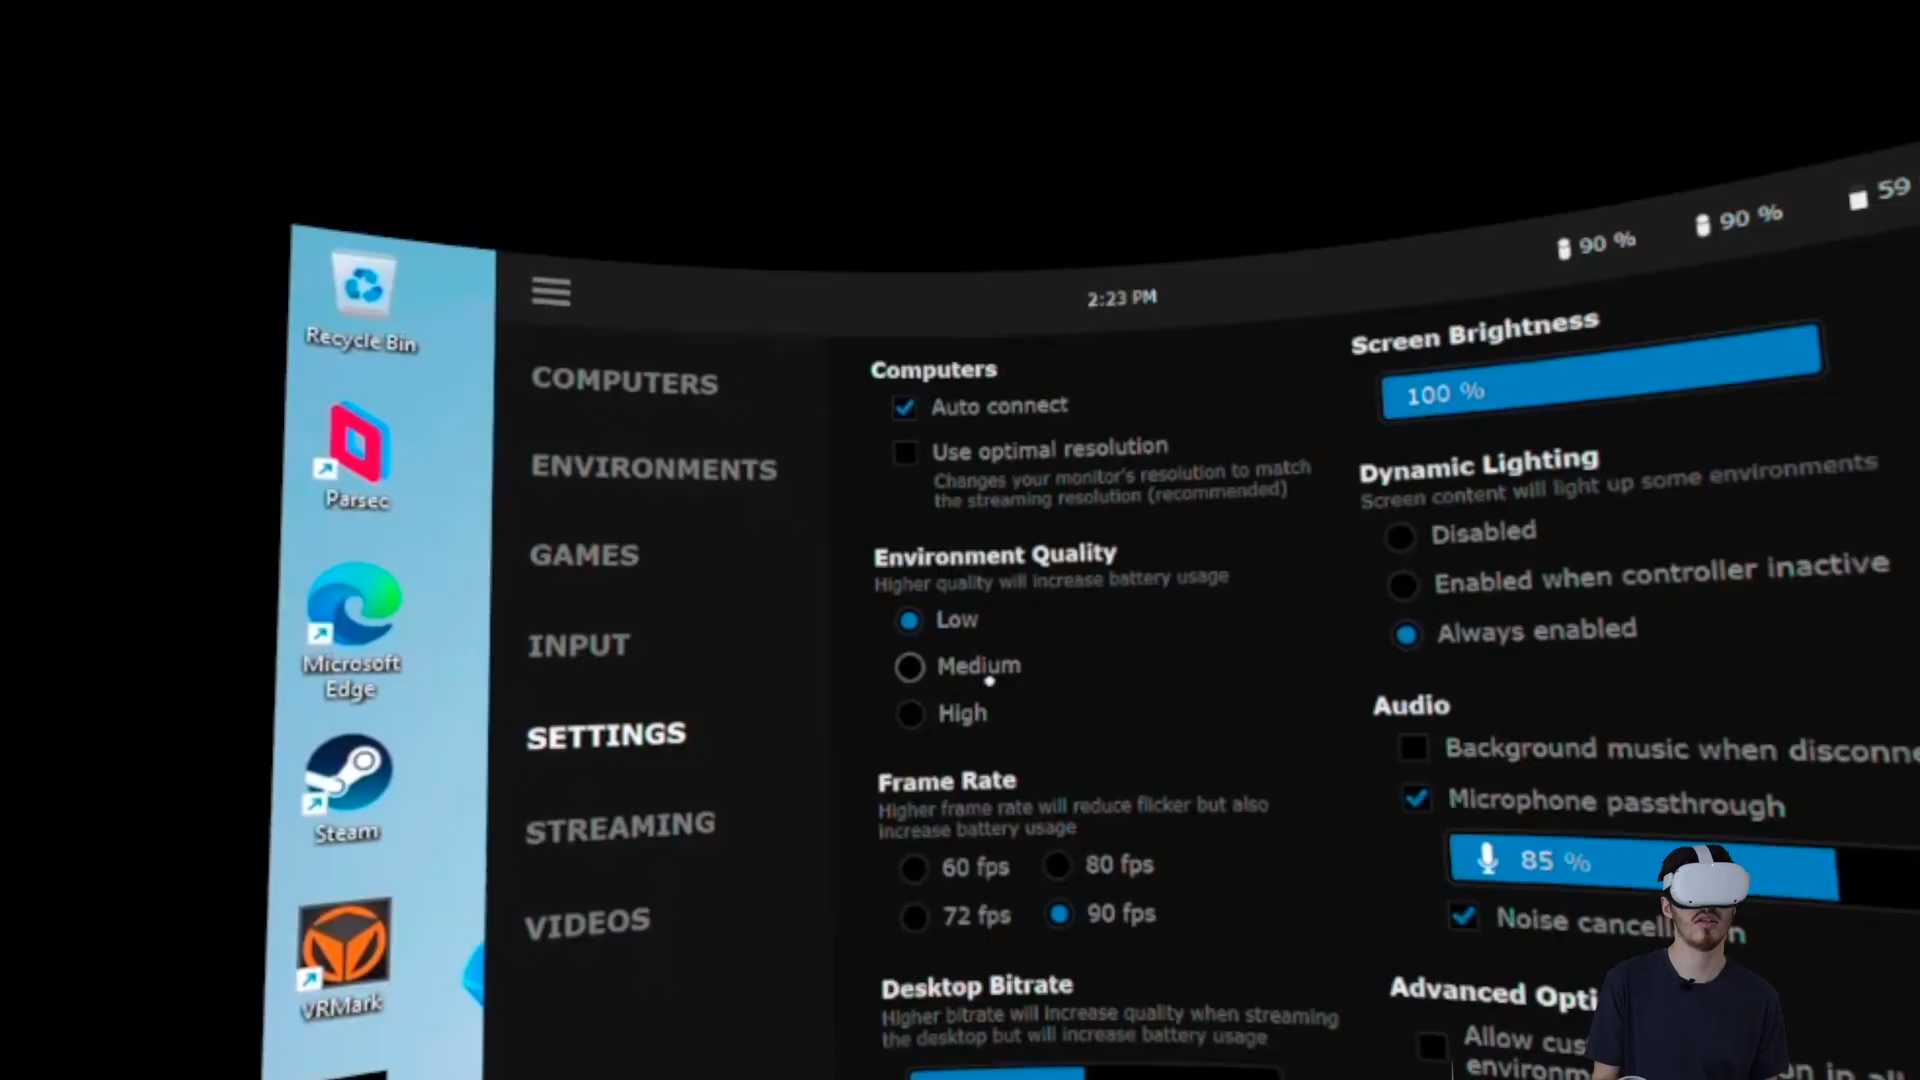 Recycle Bin
Parsec
Microsoft
Edge
Steam
VRMark
2:23 PM
90 %
90 %
59
COMPUTERS
ENVIRONMENTS
GAMES
INPUT
SETTINGS
STREAMING
VIDEOS
Computers
Auto connect
Use optimal resolution
Changes your monitor's resolution to match
the streaming resolution (recommended)
Environment Quality
Higher quality will increase battery usage
Low
Medium
High
Frame Rate
Higher frame rate will reduce flicker but also
increase battery usage
60 fps
80 fps
72 fps
90 fps
Desktop Bitrate
Higher bitrate will increase quality when streaming
the desktop but will increase battery usage
Screen Brightness
100 %
Dynamic Lighting
Screen content will light up some environments
Disabled
Enabled when controller inactive
Always enabled
Audio
Background music when disconne
Microphone passthrough
85 %
Noise cancell
Advanced Opti
Allow cus
environm